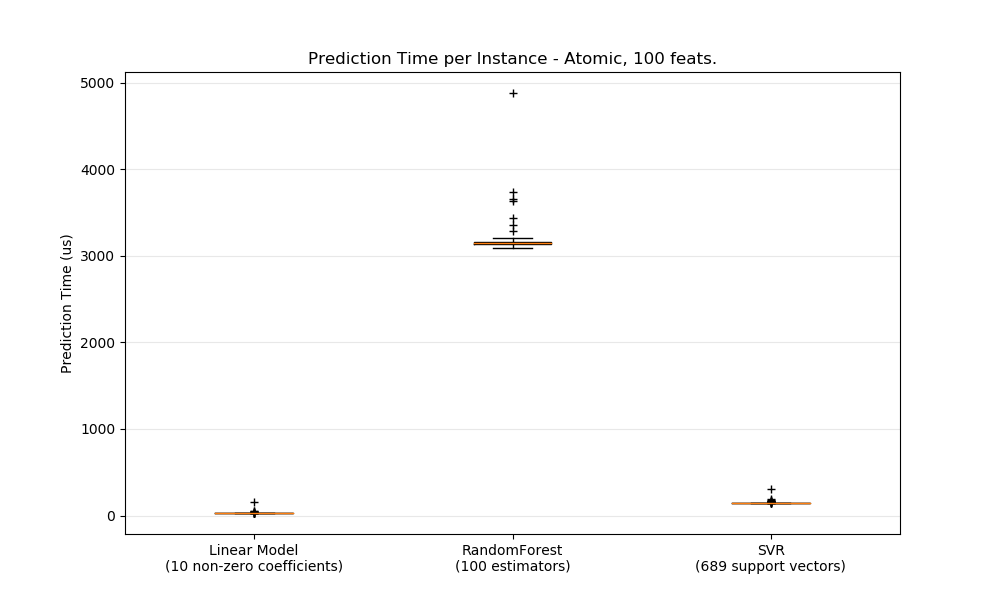 Prediction Time per Instance - Atomic, 100 feats.
5000
4000
3000
2000
1000
0
Prediction Time (us)
Linear Model
(10 non-zero coefficients)
RandomForest
(100 estimators)
SVR
(689 support vectors)